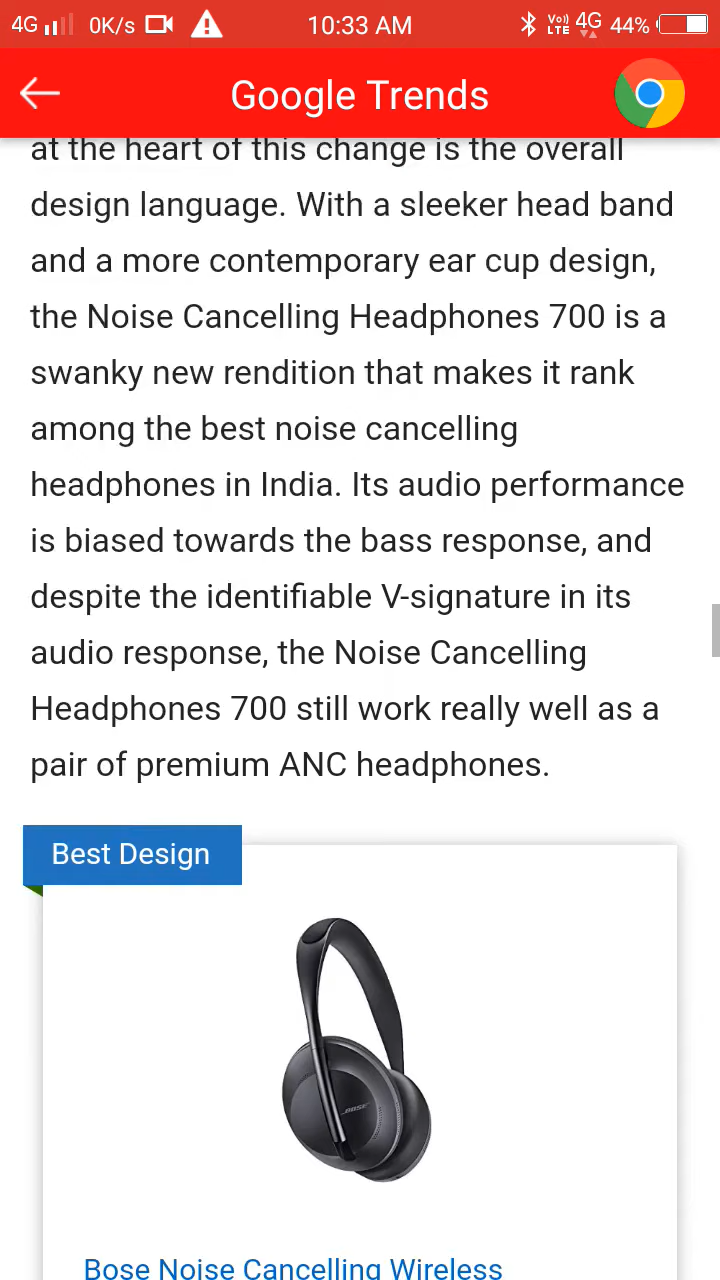 4G 0K/s 10:33 AM Vo)) LTE 4G 44%
Google Trends
at the heart of this change is the overall
design language. With a sleeker head band
and a more contemporary ear cup design,
the Noise Cancelling Headphones 700 is a
swanky new rendition that makes it rank
among the best noise cancelling
headphones in India. Its audio performance
is biased towards the bass response, and
despite the identifiable V-signature in its
audio response, the Noise Cancelling
Headphones 700 still work really well as a
pair of premium ANC headphones.
Best Design
BOSE
Bose Noise Cancelling Wireless